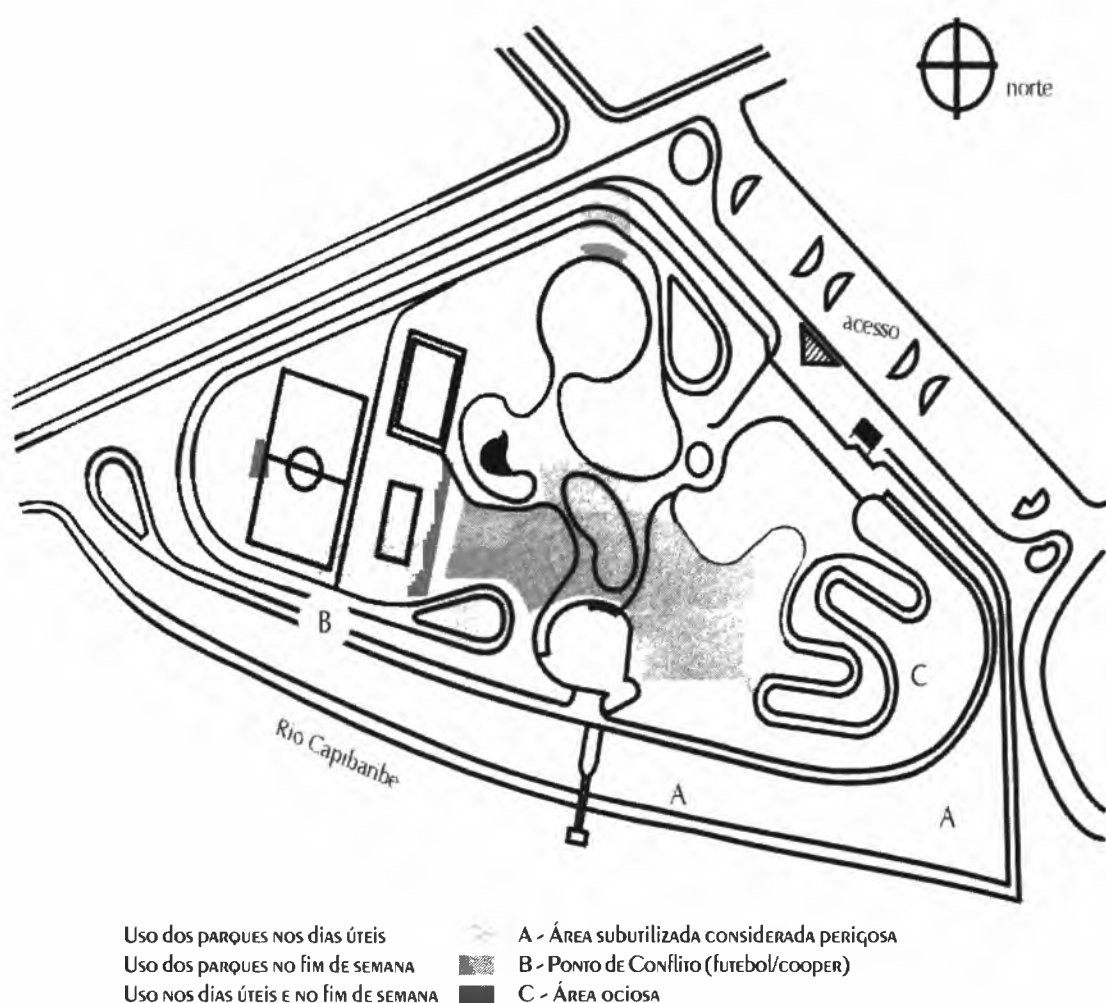 norte
acesso
B
C
Rio Capibaribe
A
A
Uso dos parques nos dias úteis
Uso dos parques no fim de semana
Uso nos dias úteis e no fim de semana
A - Área subutilizada considerada perigosa
B - Ponto de Conflito (futebol/cooper)
C - Área ociosa